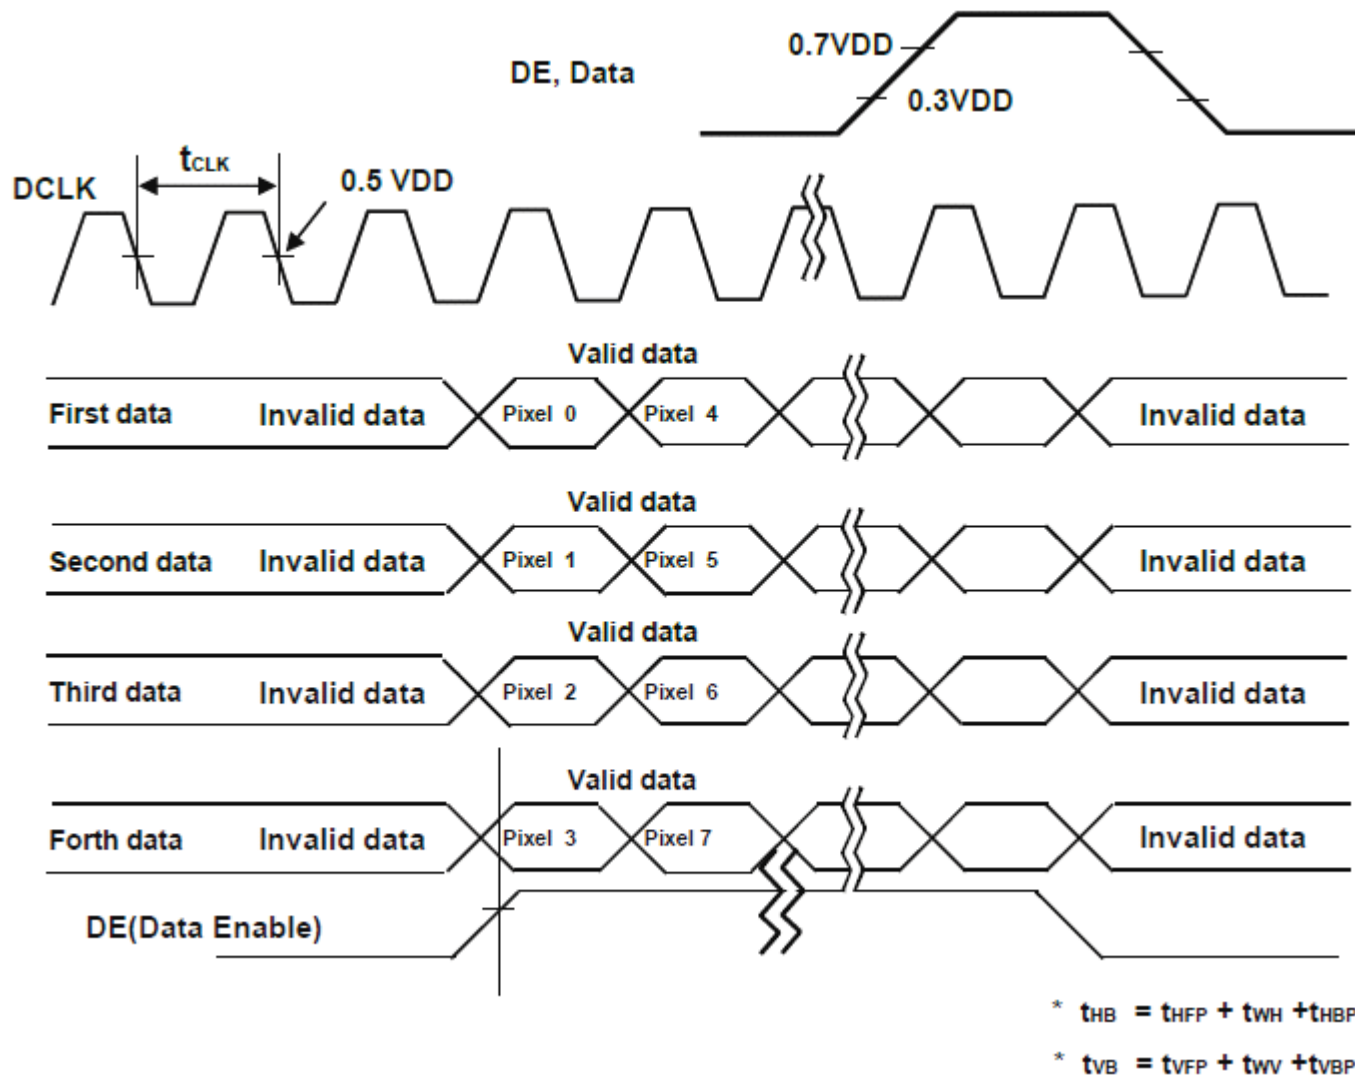 0.7VDD
DE, Data
0.3VDD
tCLK
DCLK
0.5 VDD
Valid data
First data Invalid data Pixel 0 Pixel 4 Invalid data
Valid data
Second data Invalid data Pixel 1 Pixel 5 Invalid data
Valid data
Third data Invalid data Pixel 2 Pixel 6 Invalid data
Valid data
Forth data Invalid data Pixel 3 Pixel 7 Invalid data
DE(Data Enable)
* tHB = tHFP + tWH +tHBP
* tVB = tVFP + tWV +tVBP